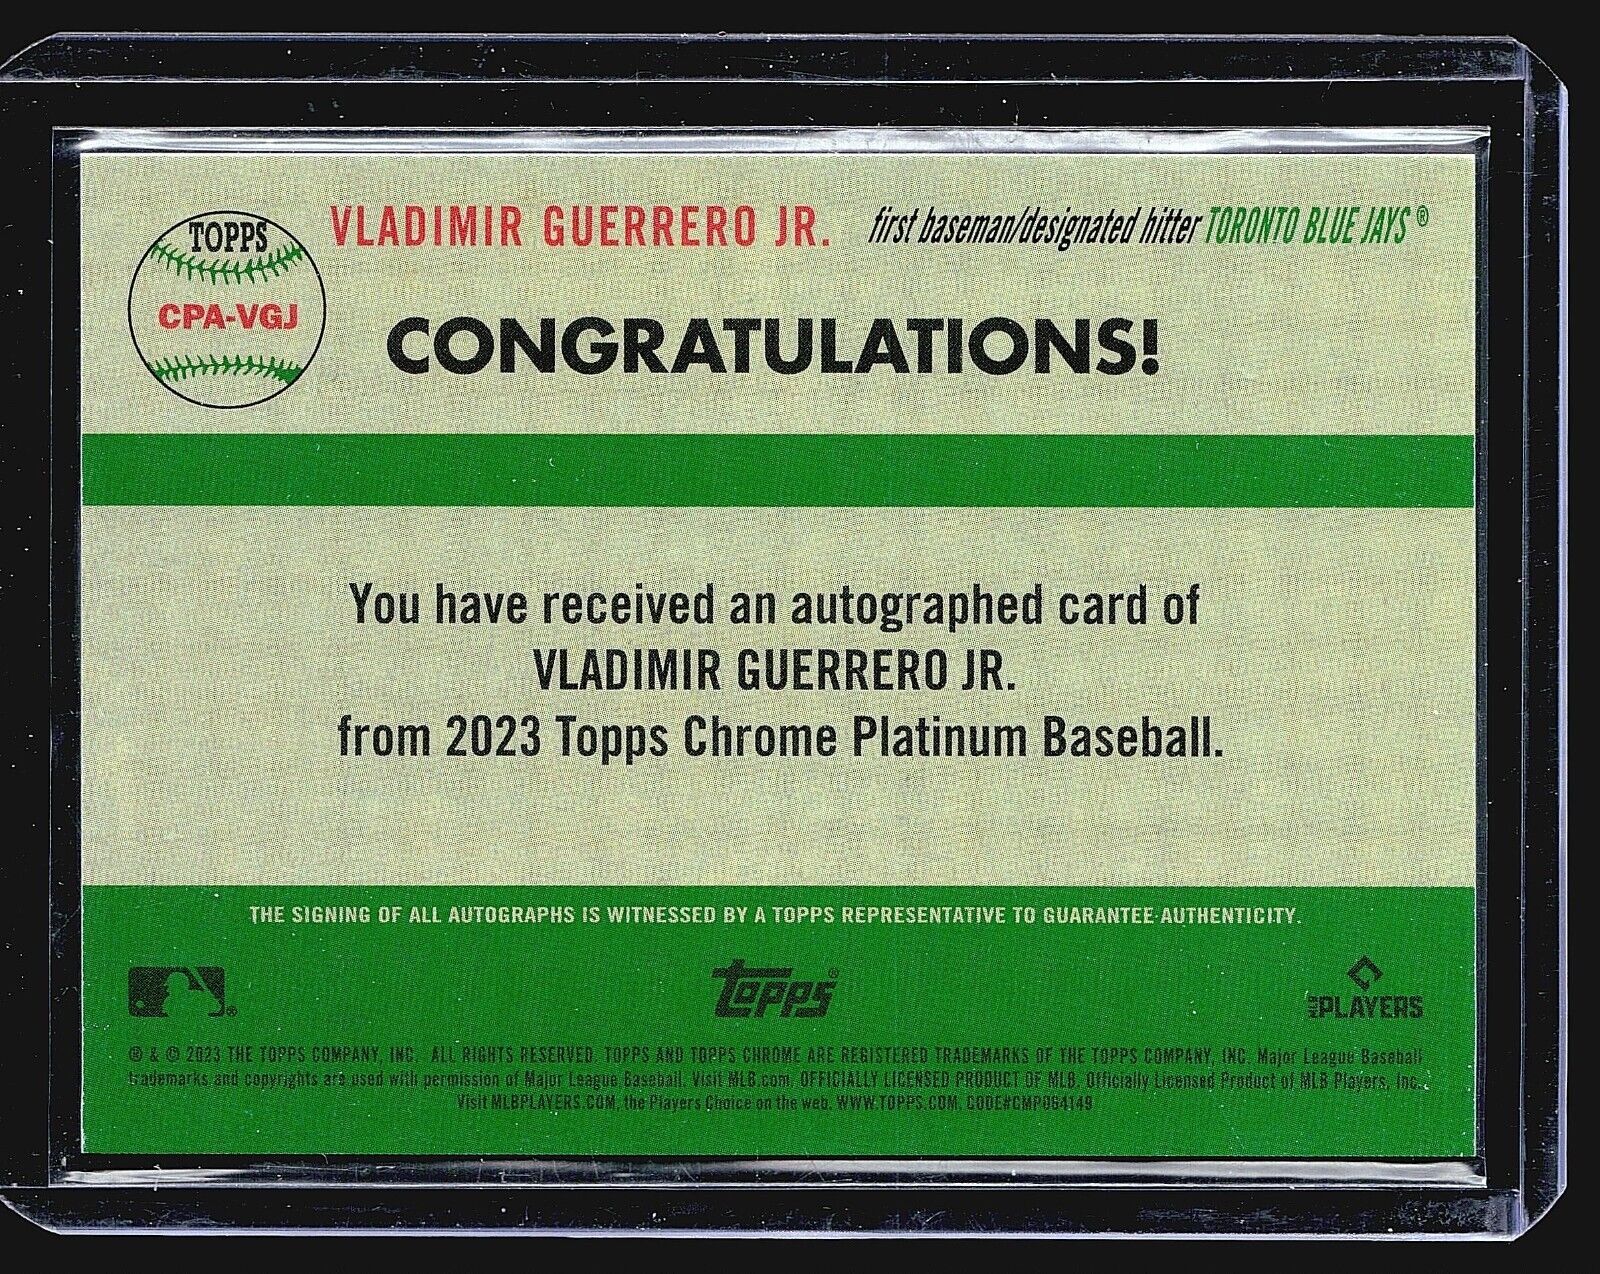 TOPPS
CPA-VGJ
VLADIMIR GUERRERO JR. first baseman/designated hitter TORONTO BLUE JAYS ®
CONGRATULATIONS!
You have received an autographed card of
VLADIMIR GUERRERO JR.
from 2023 Topps Chrome Platinum Baseball.
THE SIGNING OF ALL AUTOGRAPHS IS WITNESSED BY A TOPPS REPRESENTATIVE TO GUARANTEE AUTHENTICITY.
®
Topps®
MLB PLAYERS
® & © 2023 THE TOPPS COMPANY, INC. ALL RIGHTS RESERVED. TOPPS AND TOPPS CHROME ARE REGISTERED TRADEMARKS OF THE TOPPS COMPANY, INC. Major League Baseball
trademarks and copyrights are used with permission of Major League Baseball. Visit MLB.com. OFFICIALLY LICENSED PRODUCT OF MLB. Officially Licensed Product of MLB Players, Inc.
Visit MLBPLAYERS.COM, the Players Choice on the web. WWW.TOPPS.COM. CODE#CMP064149